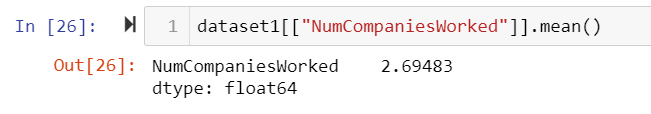 In [26]: 1 dataset1[["NumCompaniesWorked"]].mean()
Out[26]: NumCompaniesWorked    2.69483
dtype: float64